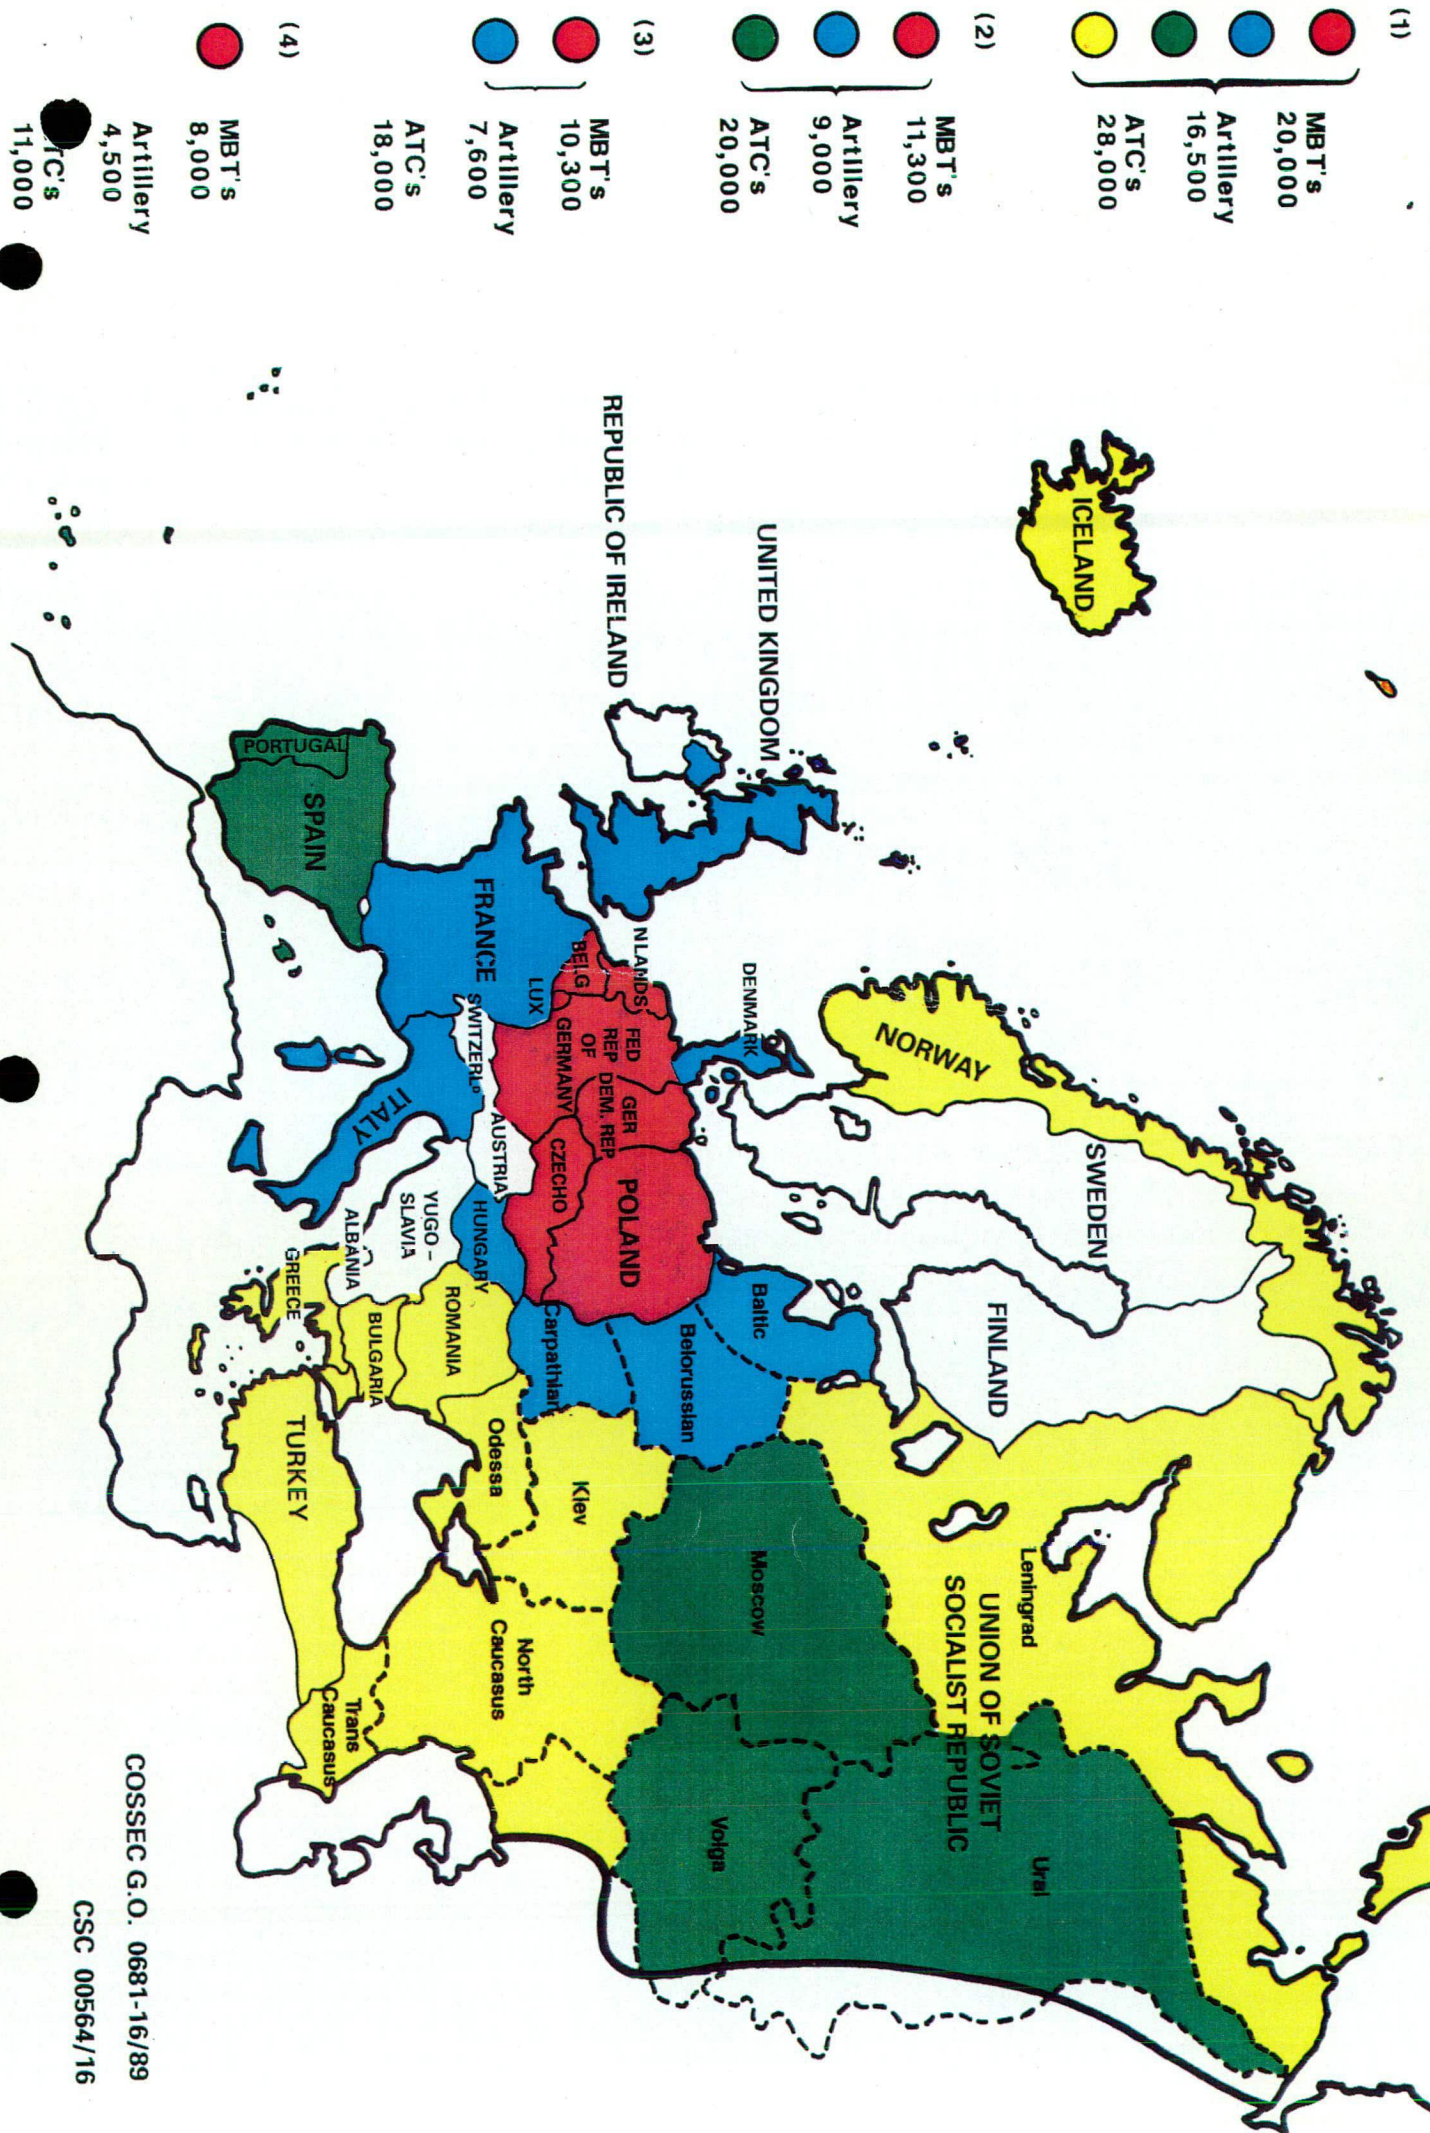 (1)
MBT's
20,000
Artillery
16,500
ATC's
28,000
(2)
MBT's
11,300
Artillery
9,000
ATC's
20,000
(3)
MBT's
10,300
Artillery
7,600
ATC's
18,000
(4)
MBT's
8,000
Artillery
4,500
ATC's
11,000
ICELAND
NORWAY
SWEDEN
FINLAND
UNITED KINGDOM
REPUBLIC OF IRELAND
DENMARK
N LANDS
BELG
LUX
FED
REP
OF
GERMANY
GER
DEM. REP
POLAND
CZECHO
FRANCE
SWITZERLD
AUSTRIA
HUNGARY
ITALY
YUGO-
SLAVIA
ALBANIA
GREECE
ROMANIA
BULGARIA
TURKEY
PORTUGAL
SPAIN
UNION OF SOVIET
SOCIALIST REPUBLIC
Leningrad
Baltic
Belorussian
Carpathian
Odessa
Kiev
Moscow
Volga
Ural
North
Caucasus
Trans
Caucasus
COSSEC G.O. 0681-16/89
CSC 00564/16